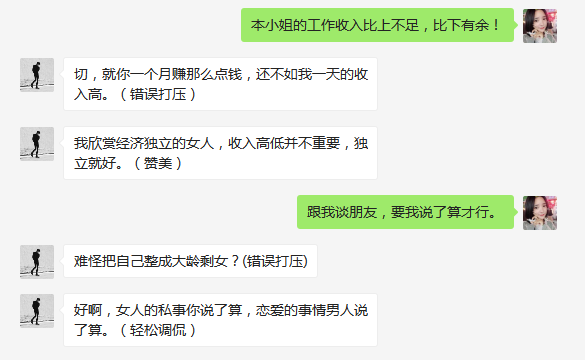 本小姐的工作收入比上不足，比下有余！
切，就你一个月赚那么点钱，还不如我一天的收
入高。（错误打压）
我欣赏经济独立的女人，收入高低并不重要，独
立就好。（赞美）
跟我谈朋友，要我说了算才行。
难怪把自己整成大龄剩女？(错误打压)
好啊，女人的私事你说了算，恋爱的事情男人说
了算。（轻松调侃）